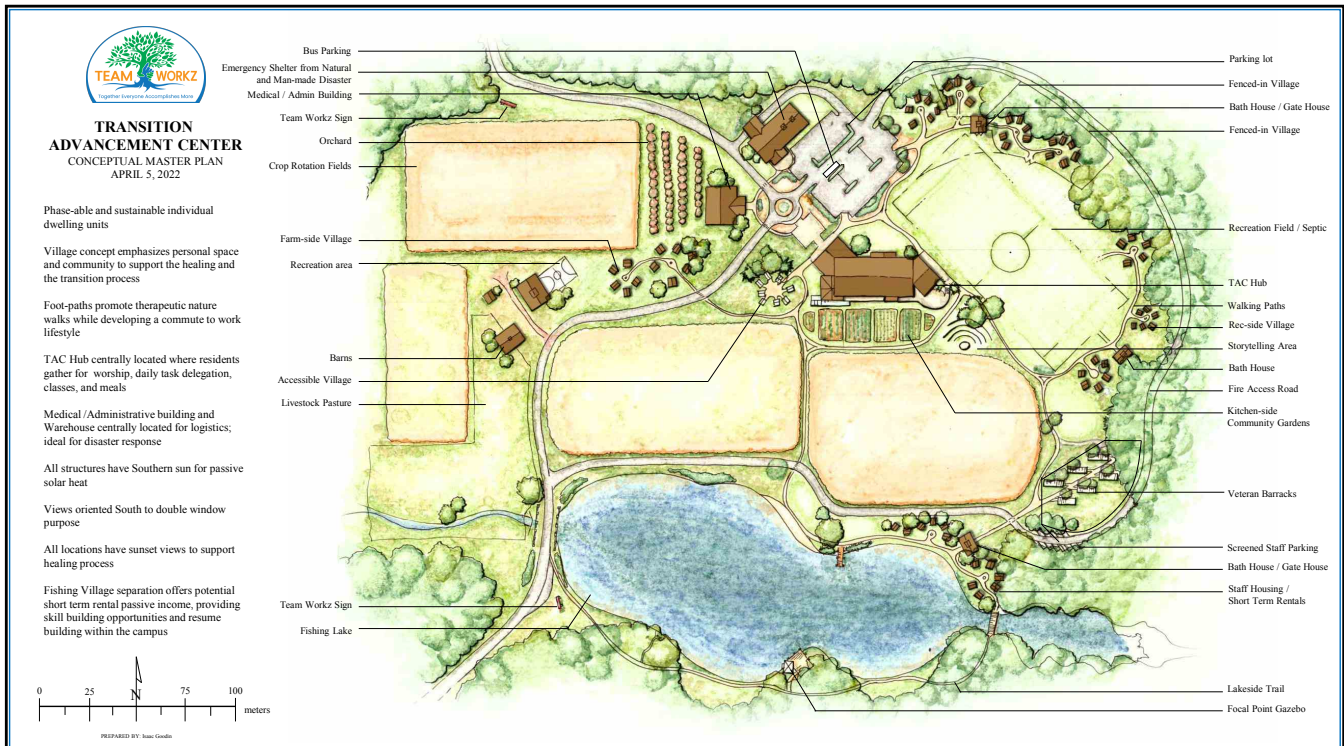 TEAM WORKZ
Together Everyone Accomplishes More
TRANSITION
ADVANCEMENT CENTER
CONCEPTUAL MASTER PLAN
APRIL 5, 2022
Phase-able and sustainable individual
dwelling units
Village concept emphasizes personal space
and community to support the healing and
the transition process
Foot-paths promote therapeutic nature
walks while developing a commute to work
lifestyle
TAC Hub centrally located where residents
gather for worship, daily task delegation,
classes, and meals
Medical /Administrative building and
Warehouse centrally located for logistics;
ideal for disaster response
All structures have Southern sun for passive
solar heat
Views oriented South to double window
purpose
All locations have sunset views to support
healing process
Fishing Village separation offers potential
short term rental passive income, providing
skill building opportunities and resume
building within the campus
N
0 25 75 100
meters
PREPARED BY: Isaac Goodin
Bus Parking
Emergency Shelter from Natural
and Man-made Disaster
Medical / Admin Building
Team Workz Sign
Orchard
Crop Rotation Fields
Farm-side Village
Recreation area
Barns
Accessible Village
Livestock Pasture
Team Workz Sign
Fishing Lake
Parking lot
Fenced-in Village
Bath House / Gate House
Fenced-in Village
Recreation Field / Septic
TAC Hub
Walking Paths
Rec-side Village
Storytelling Area
Bath House
Fire Access Road
Kitchen-side
Community Gardens
Veteran Barracks
Screened Staff Parking
Bath House / Gate House
Staff Housing /
Short Term Rentals
Lakeside Trail
Focal Point Gazebo